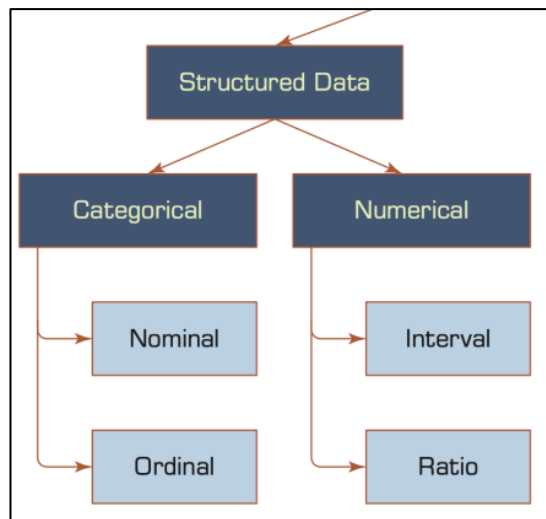 Structured Data
Categorical
Numerical
Nominal
Interval
Ordinal
Ratio